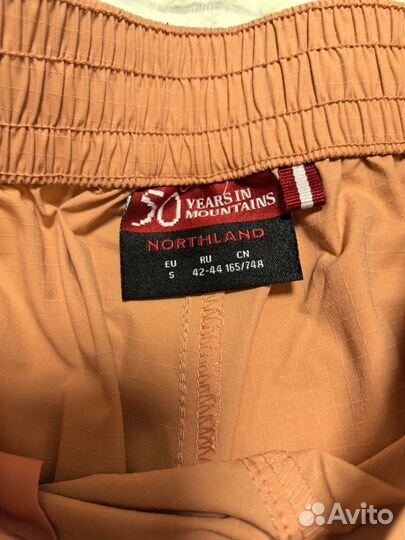 50 YEARS IN
MOUNTAINS
NORTHLAND
EU RU CN
S 42-44 165/74A
Avito